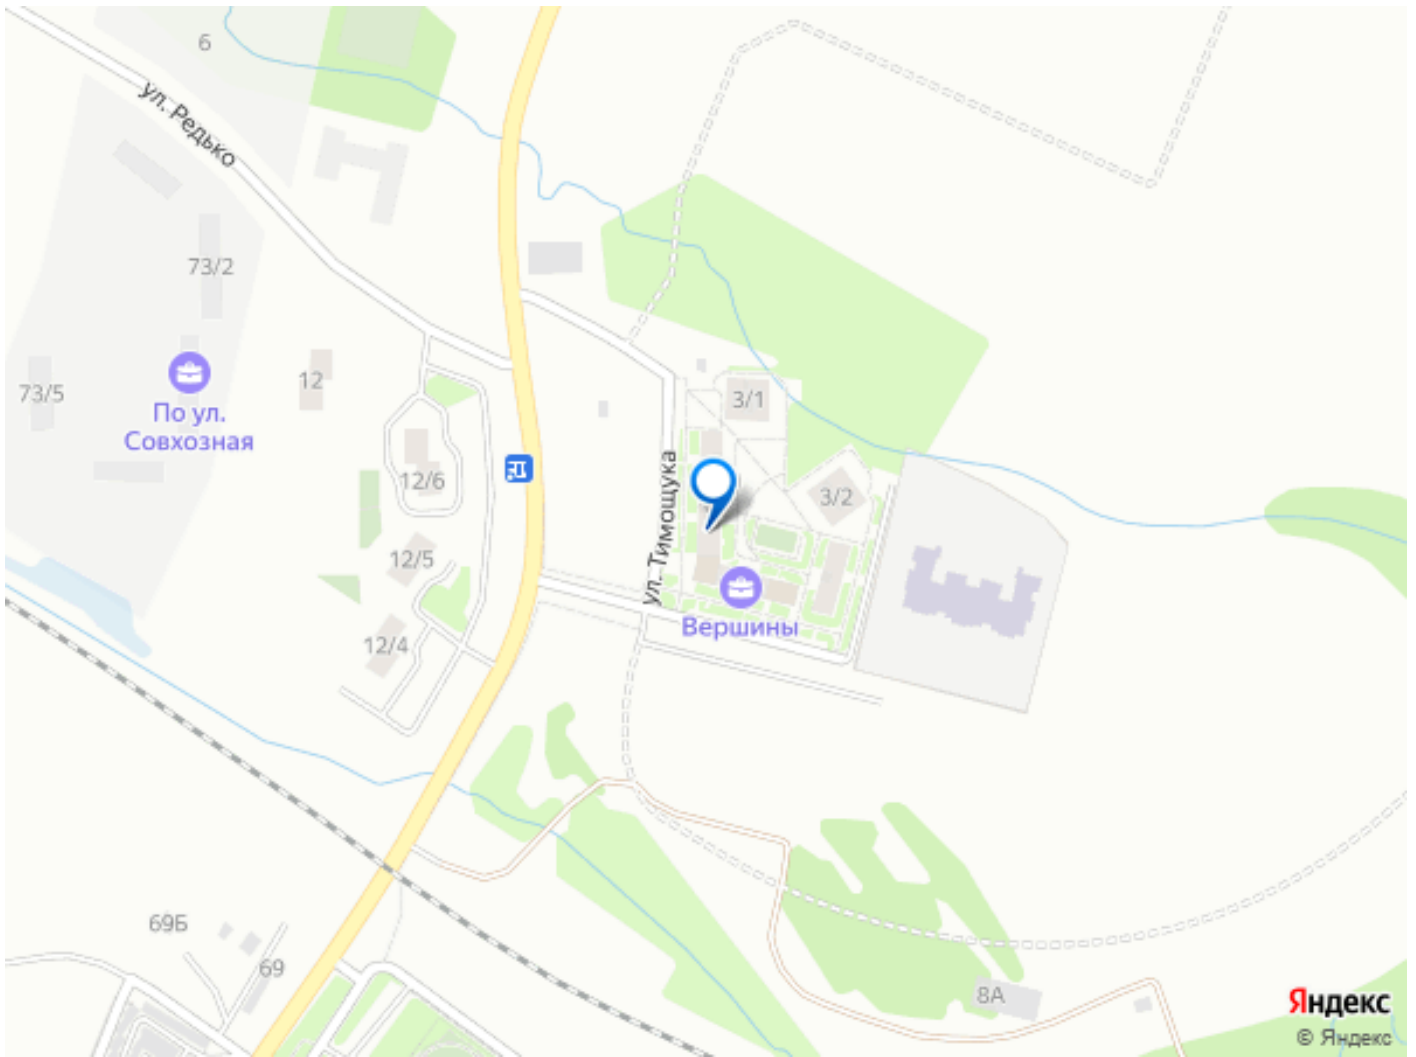 6
ул. Редько
73/2
73/5
По ул.
Совхозная
12
12/6
12/5
12/4
3/1
3/2
ул. Тимощука
Вершины
69Б
69
8А
Яндекс
© Яндекс